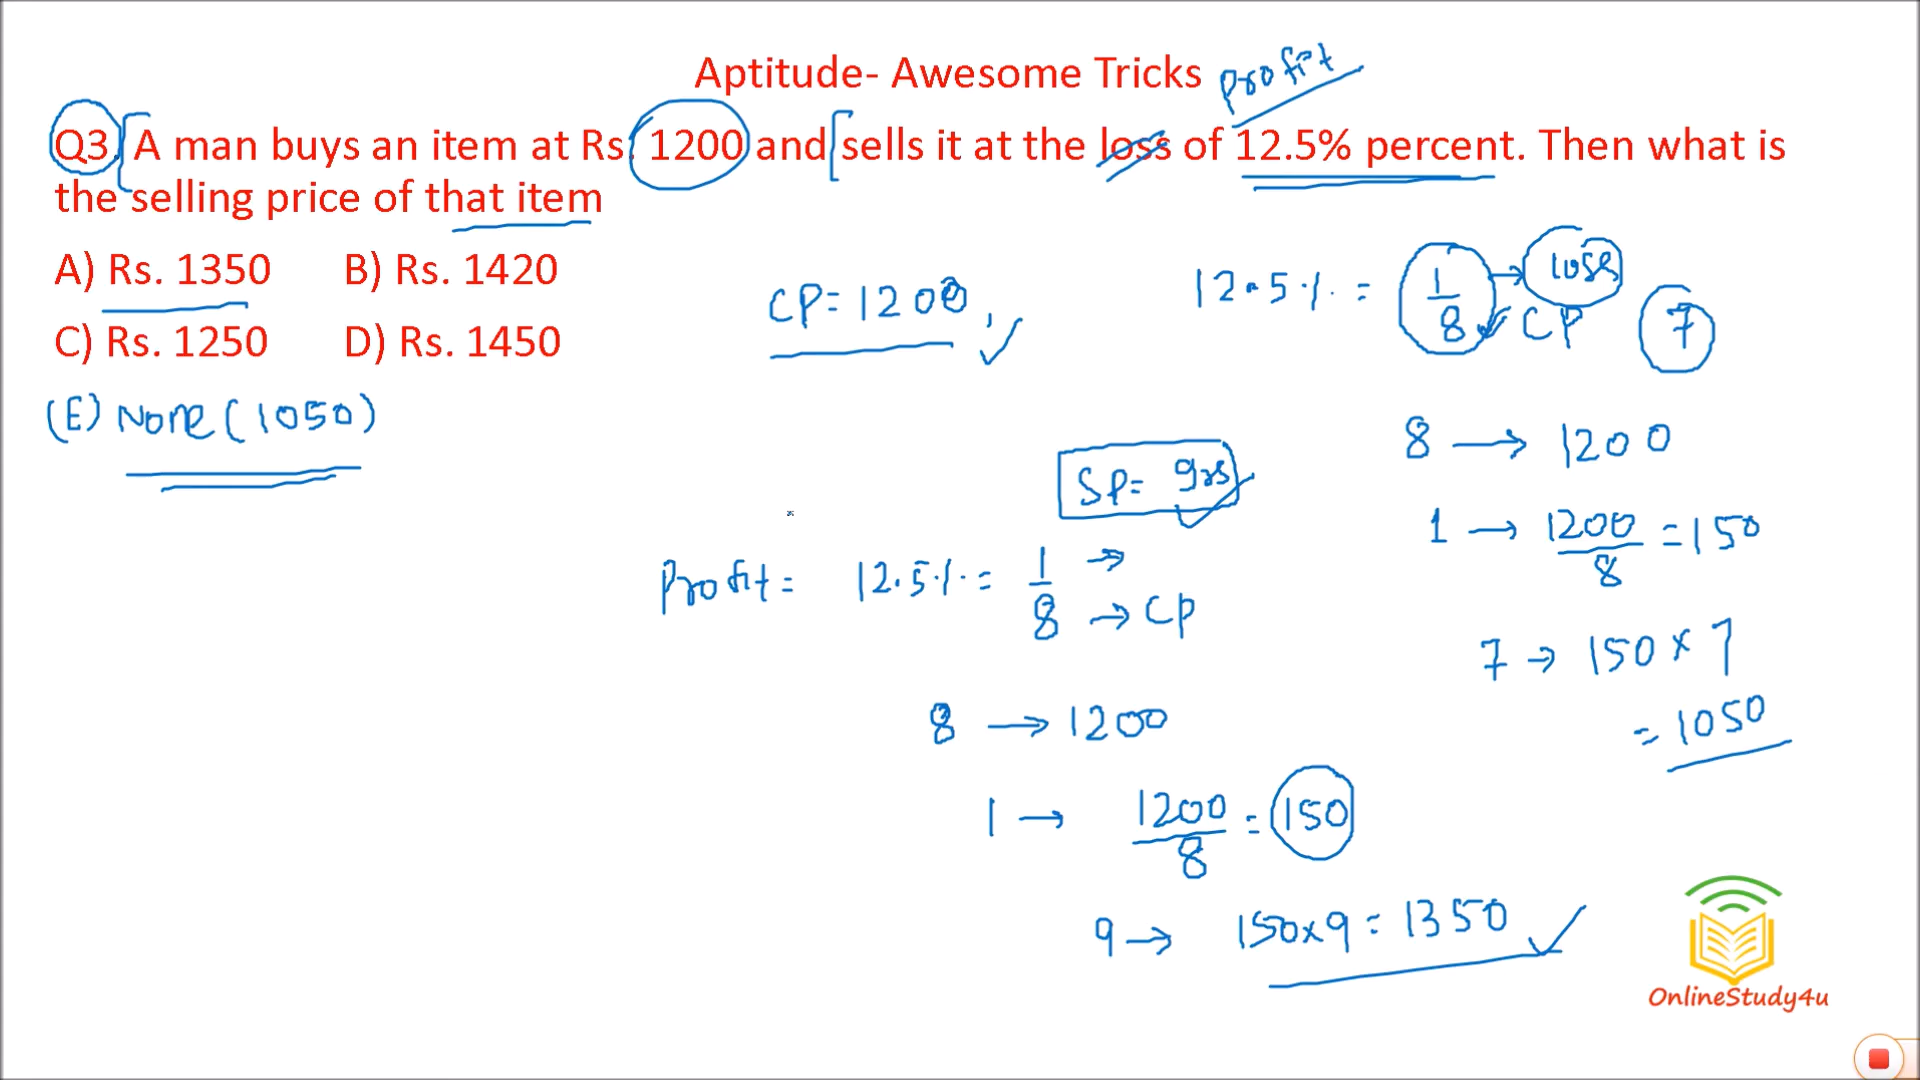 Aptitude- Awesome Tricks Profit
Q3. A man buys an item at Rs. 1200 and sells it at the loss of 12.5% percent. Then what is
the selling price of that item
A) Rs. 1350 B) Rs. 1420
C) Rs. 1250 D) Rs. 1450
(E) None (1050)
CP = 1200,
12.5% = 1/8 → loss
CP
7
8 → 1200
1 → 1200/8 = 150
7 → 150 × 7
= 1050
SP = 9rs
Profit = 12.5% = 1/8 →
→ CP
8 → 1200
1 → 1200/8 = 150
9 → 150×9 = 1350
OnlineStudy4u